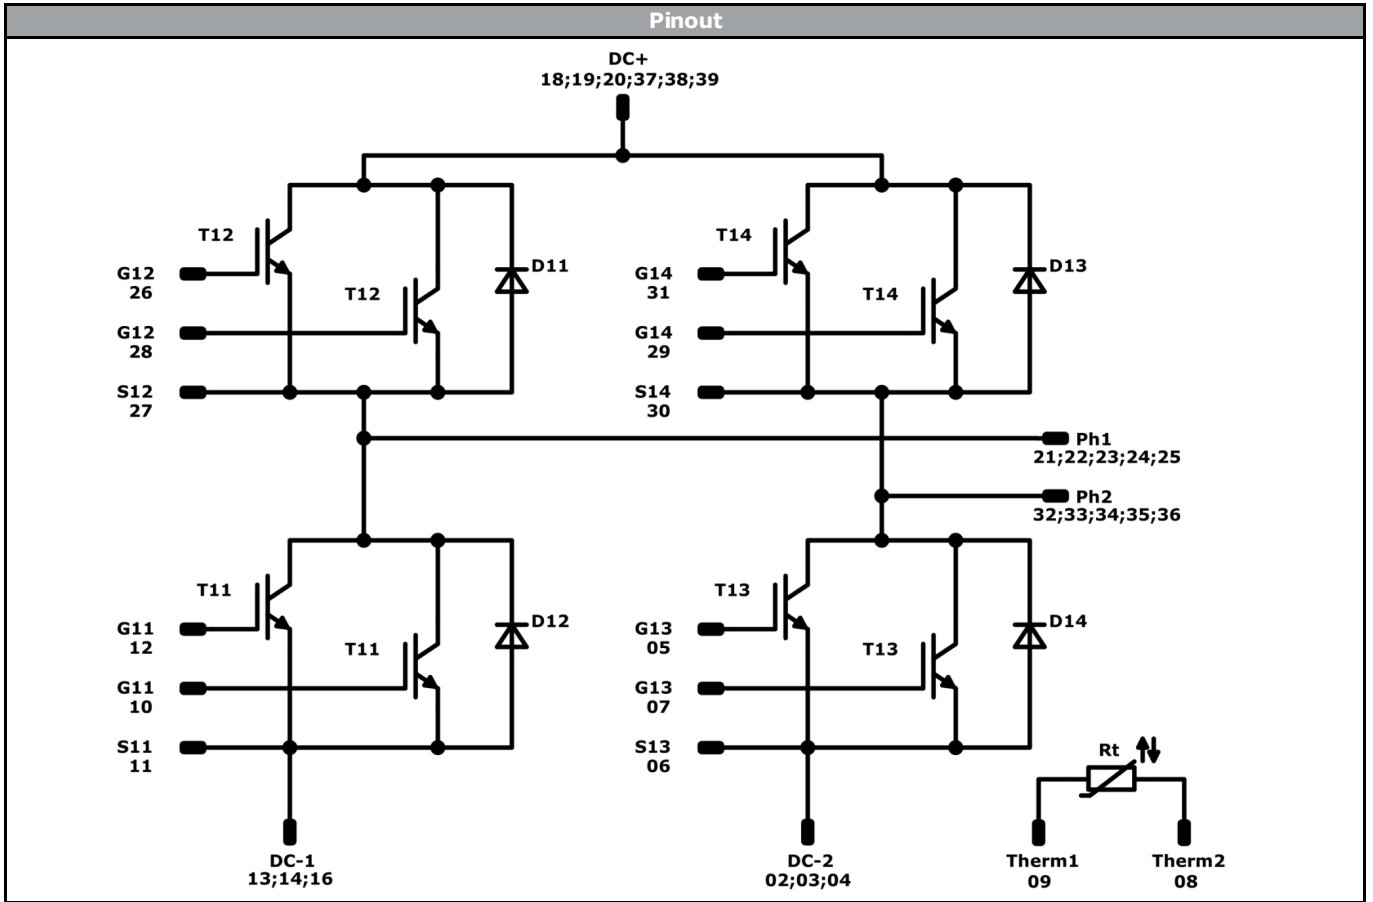 Pinout
DC+
18;19;20;37;38;39
T12
T14
G12
26
D11
G14
31
D13
T12
T14
G12
28
G14
29
S12
27
S14
30
Ph1
21;22;23;24;25
Ph2
32;33;34;35;36
T11
T13
G11
12
D12
G13
05
D14
T11
T13
G11
10
G13
07
S11
11
S13
06
Rt
DC-1
13;14;16
DC-2
02;03;04
Therm1
09
Therm2
08